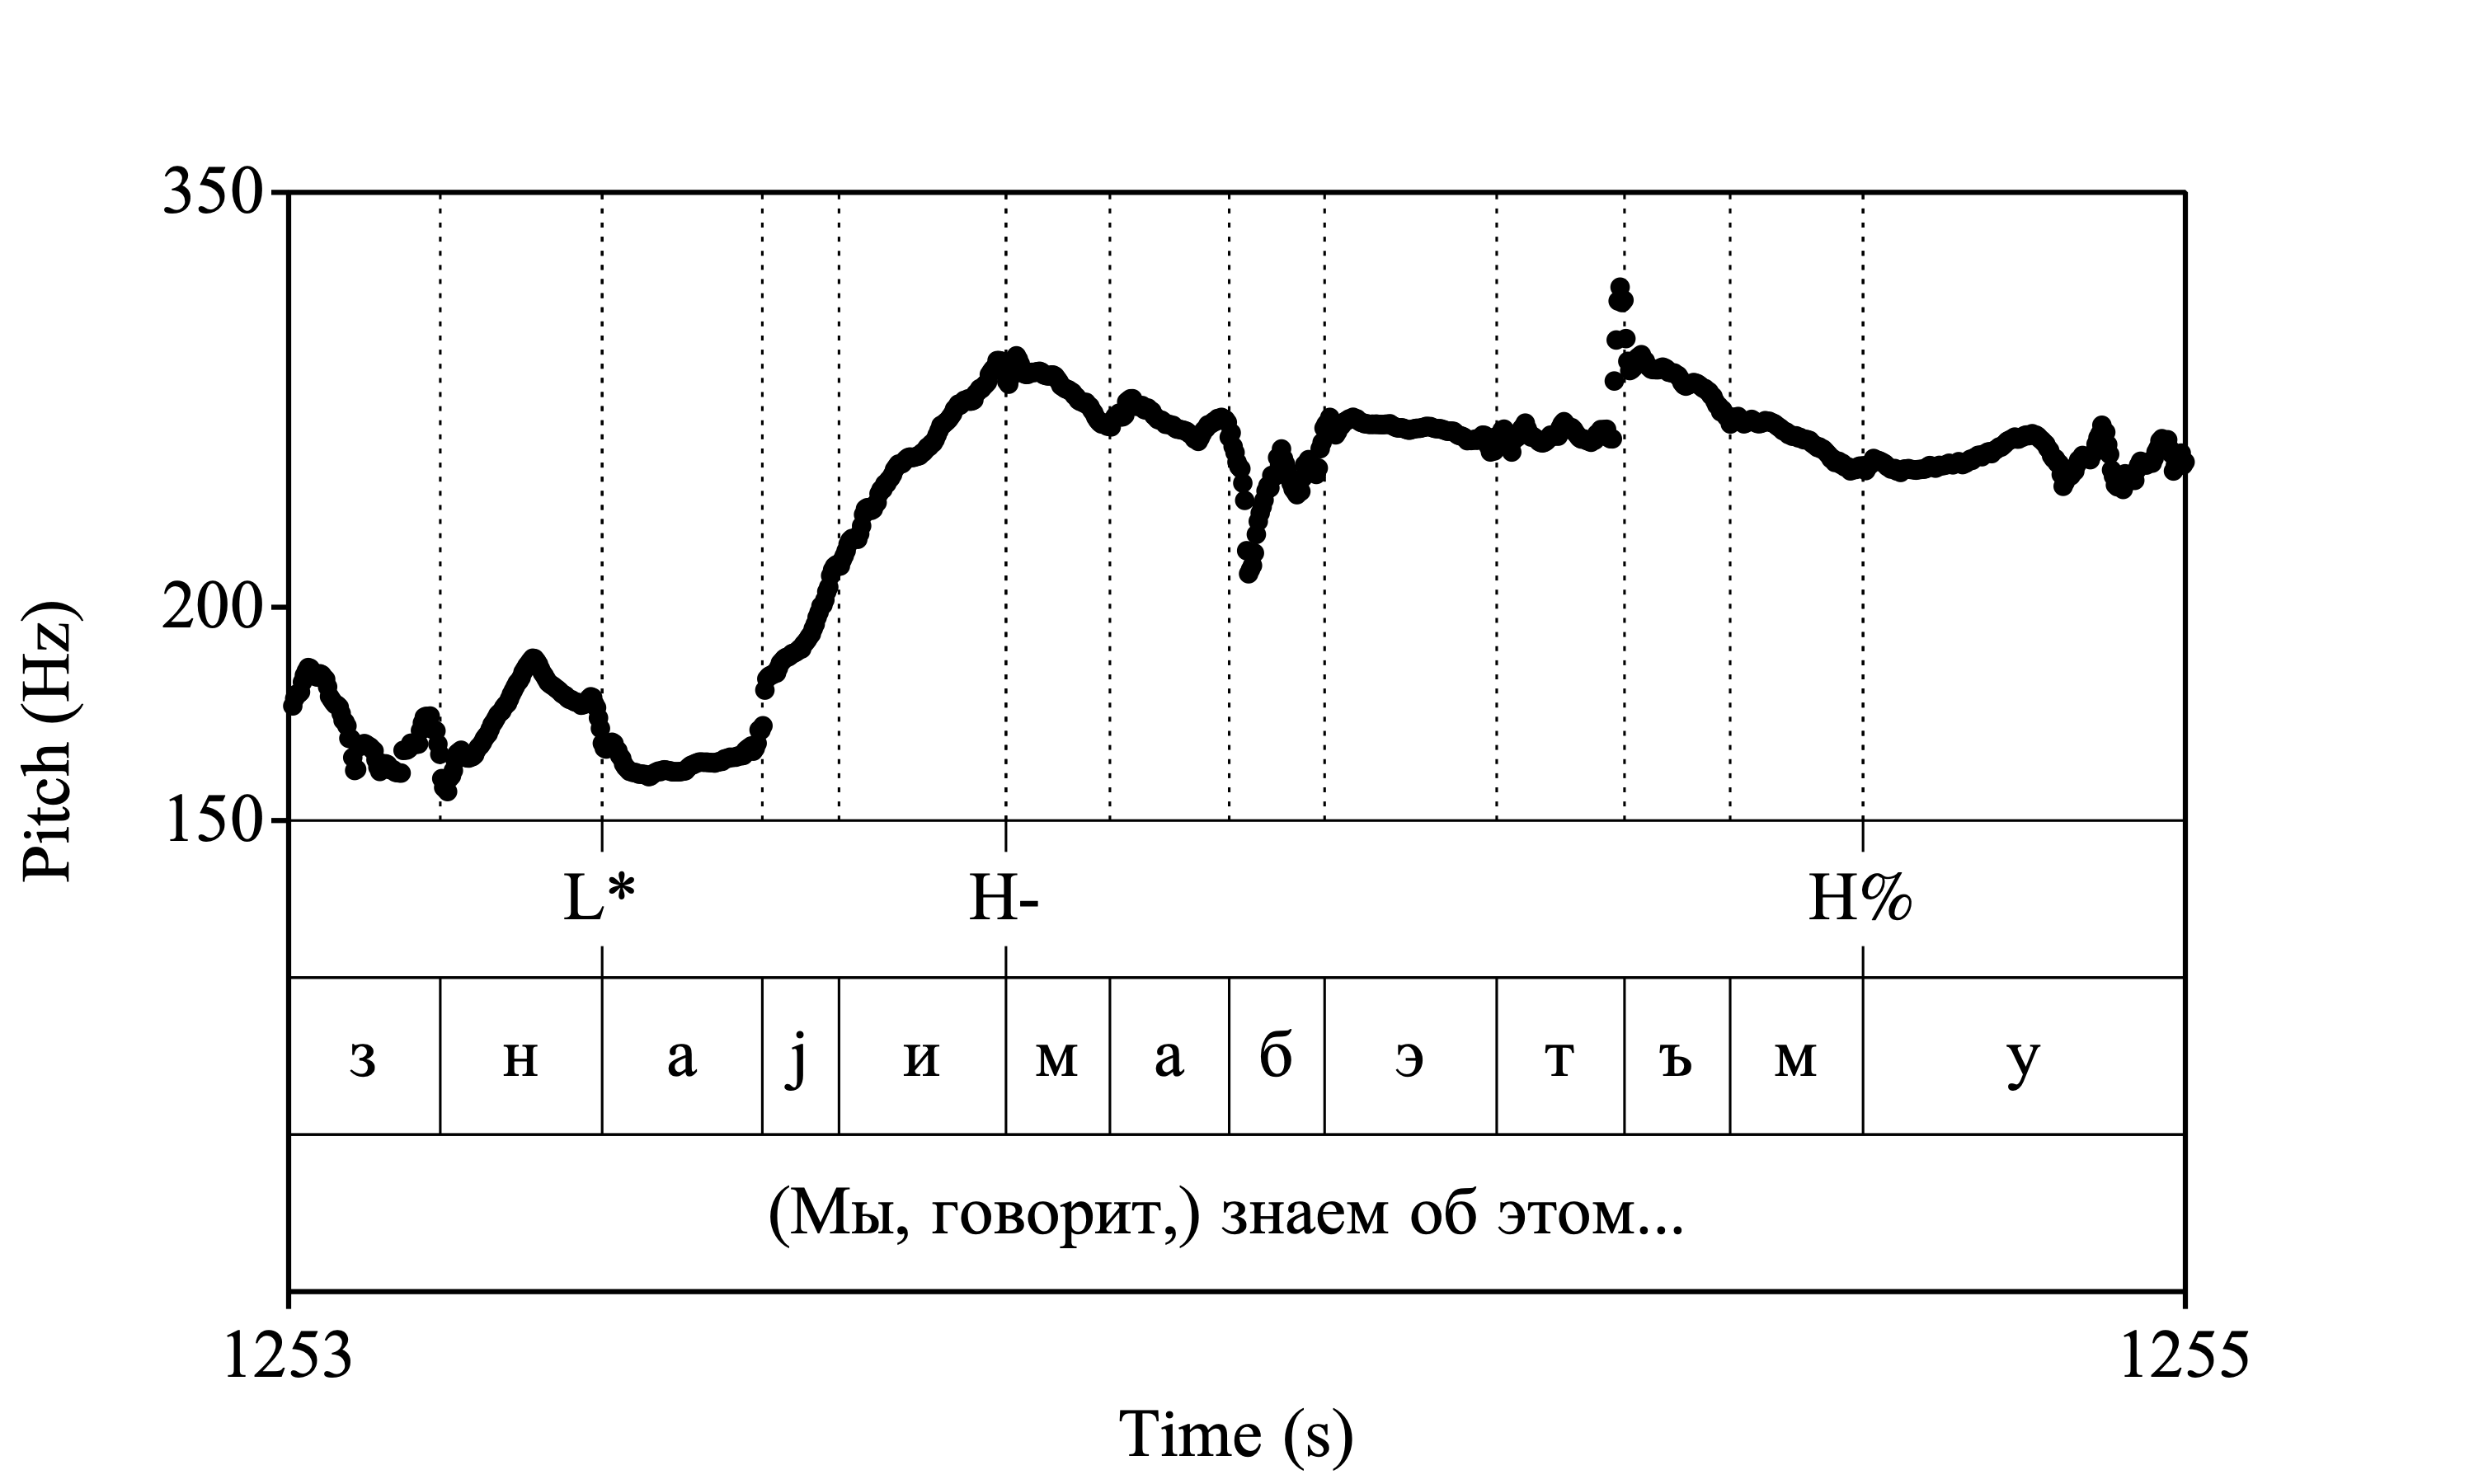 350
200
150
Pitch (Hz)
L* H- H%
з н а ј и м а б э т ъ м у
(Мы, говорит,) знаем об этом...
1253 1255
Time (s)